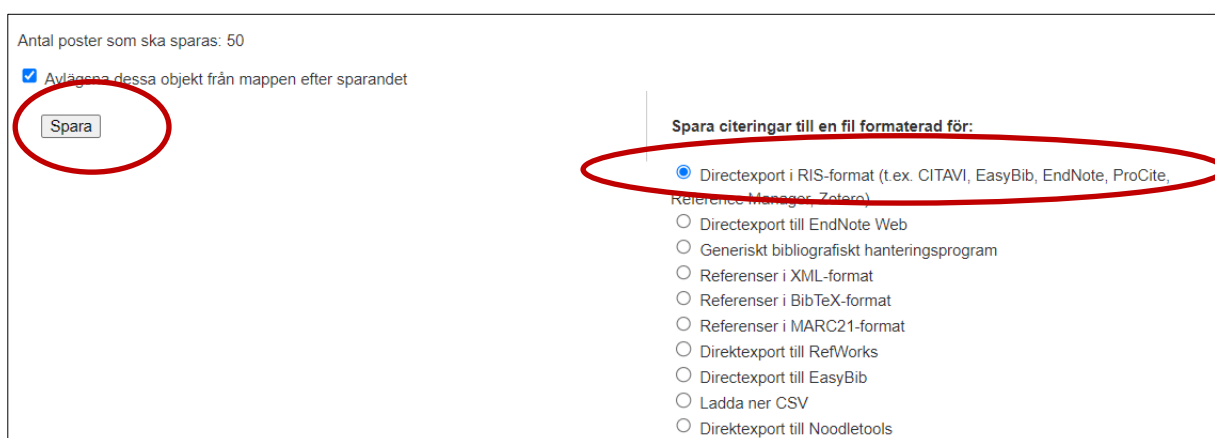 Antal poster som ska sparas: 50
Avlägsna dessa objekt från mappen efter sparandet
Spara
Spara citeringar till en fil formaterad för:
Directexport i RIS-format (t.ex. CITAVI, EasyBib, EndNote, ProCite,
Reference Manager, Zotero)
Directexport till EndNote Web
Generiskt bibliografiskt hanteringsprogram
Referenser i XML-format
Referenser i BibTeX-format
Referenser i MARC21-format
Direktexport till RefWorks
Directexport till EasyBib
Ladda ner CSV
Direktexport till Noodletools